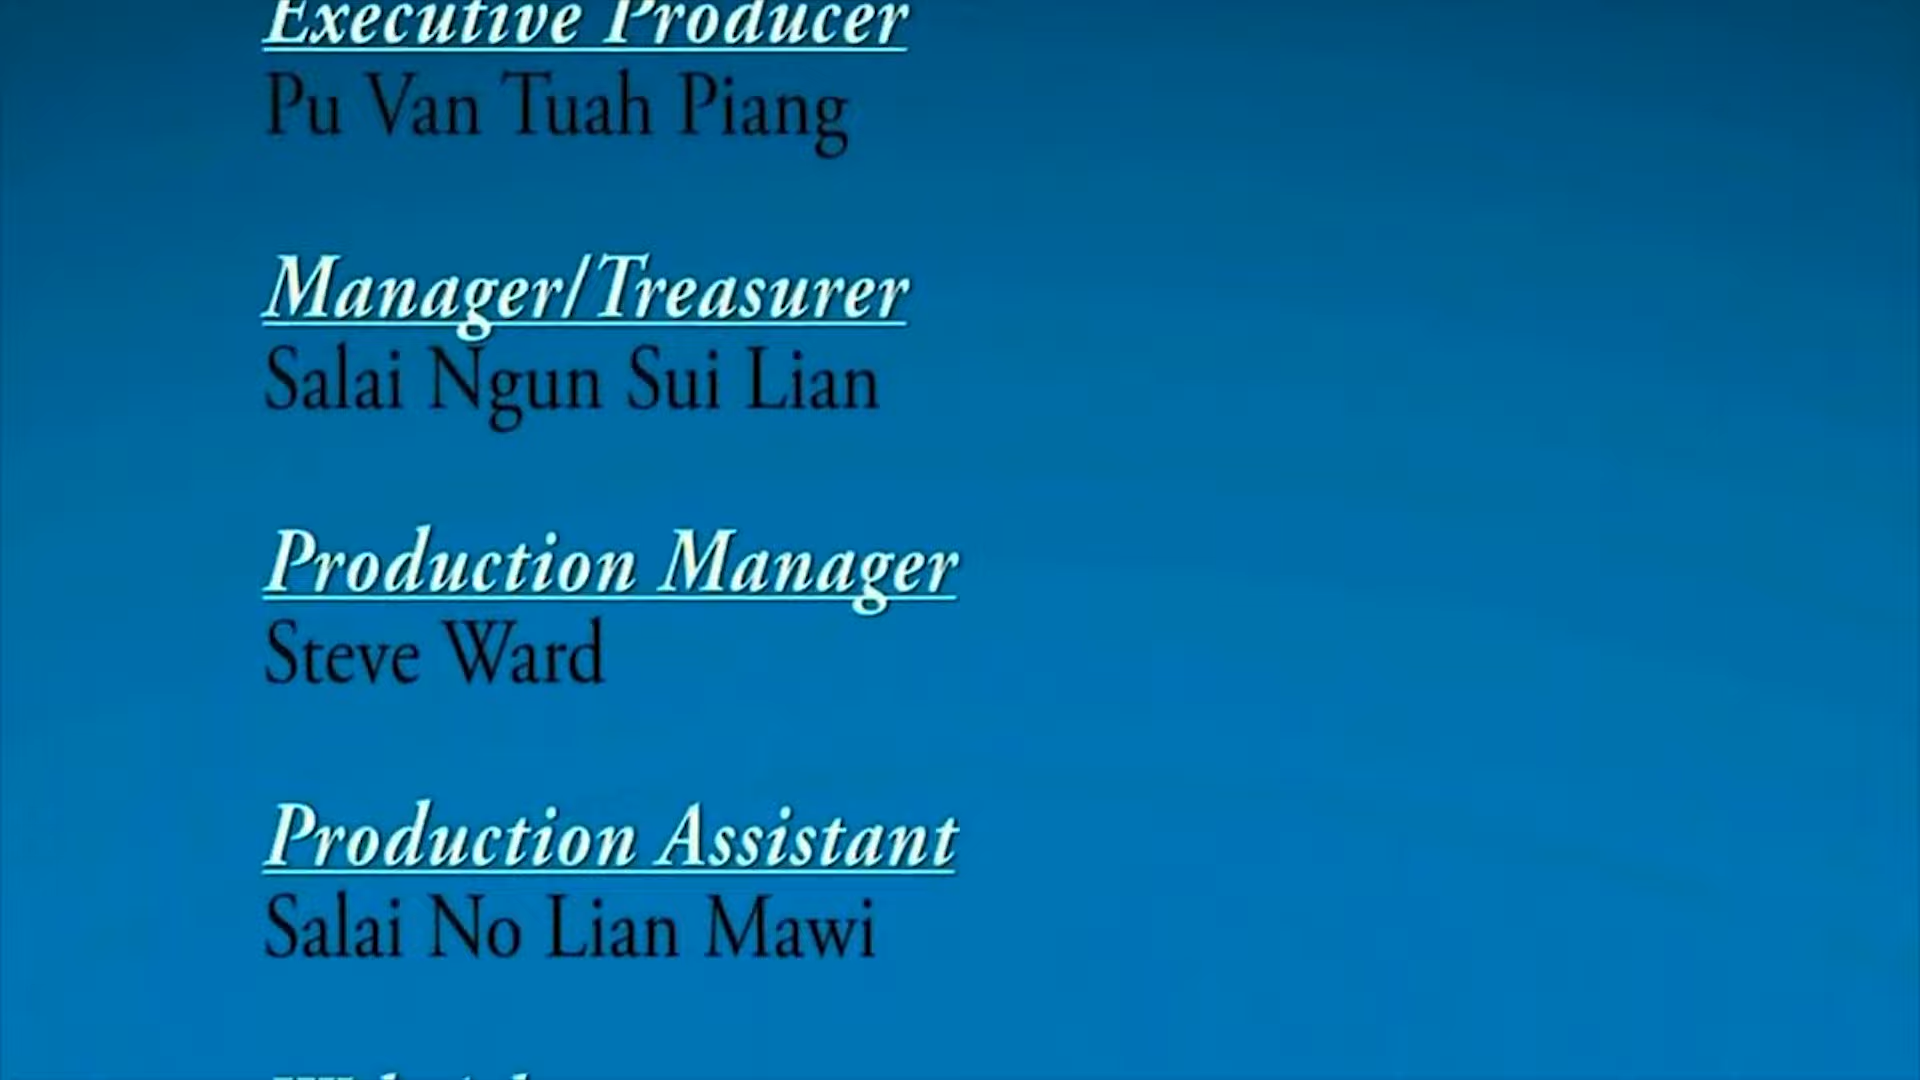 Executive Producer
Pu Van Tuah Piang
Manager/Treasurer
Salai Ngun Sui Lian
Production Manager
Steve Ward
Production Assistant
Salai No Lian Mawi